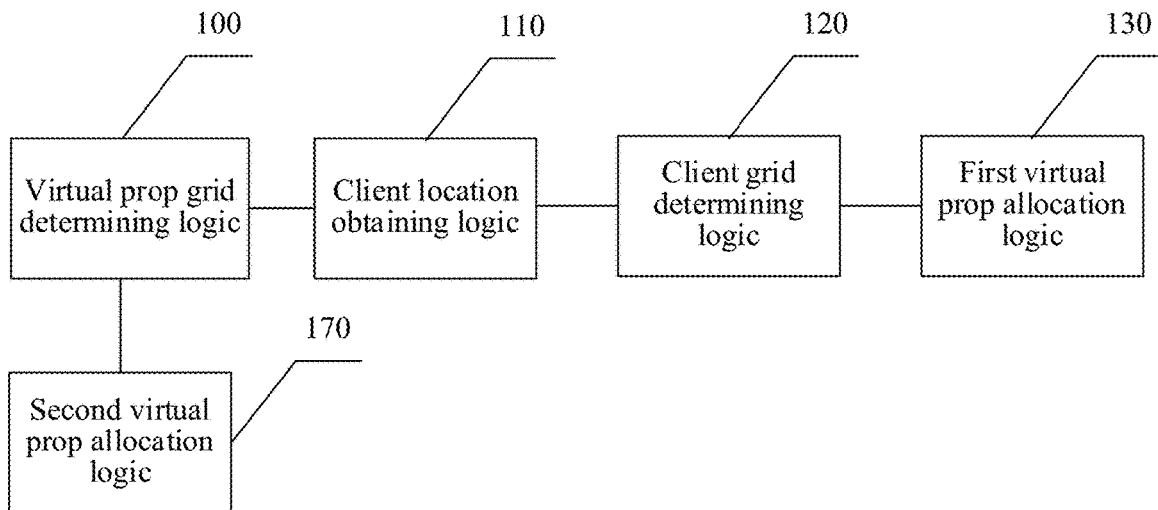 100
110
120
130
Virtual prop grid
determining logic
Client location
obtaining logic
Client grid
determining
logic
First virtual
prop allocation
logic
170
Second virtual
prop allocation
logic